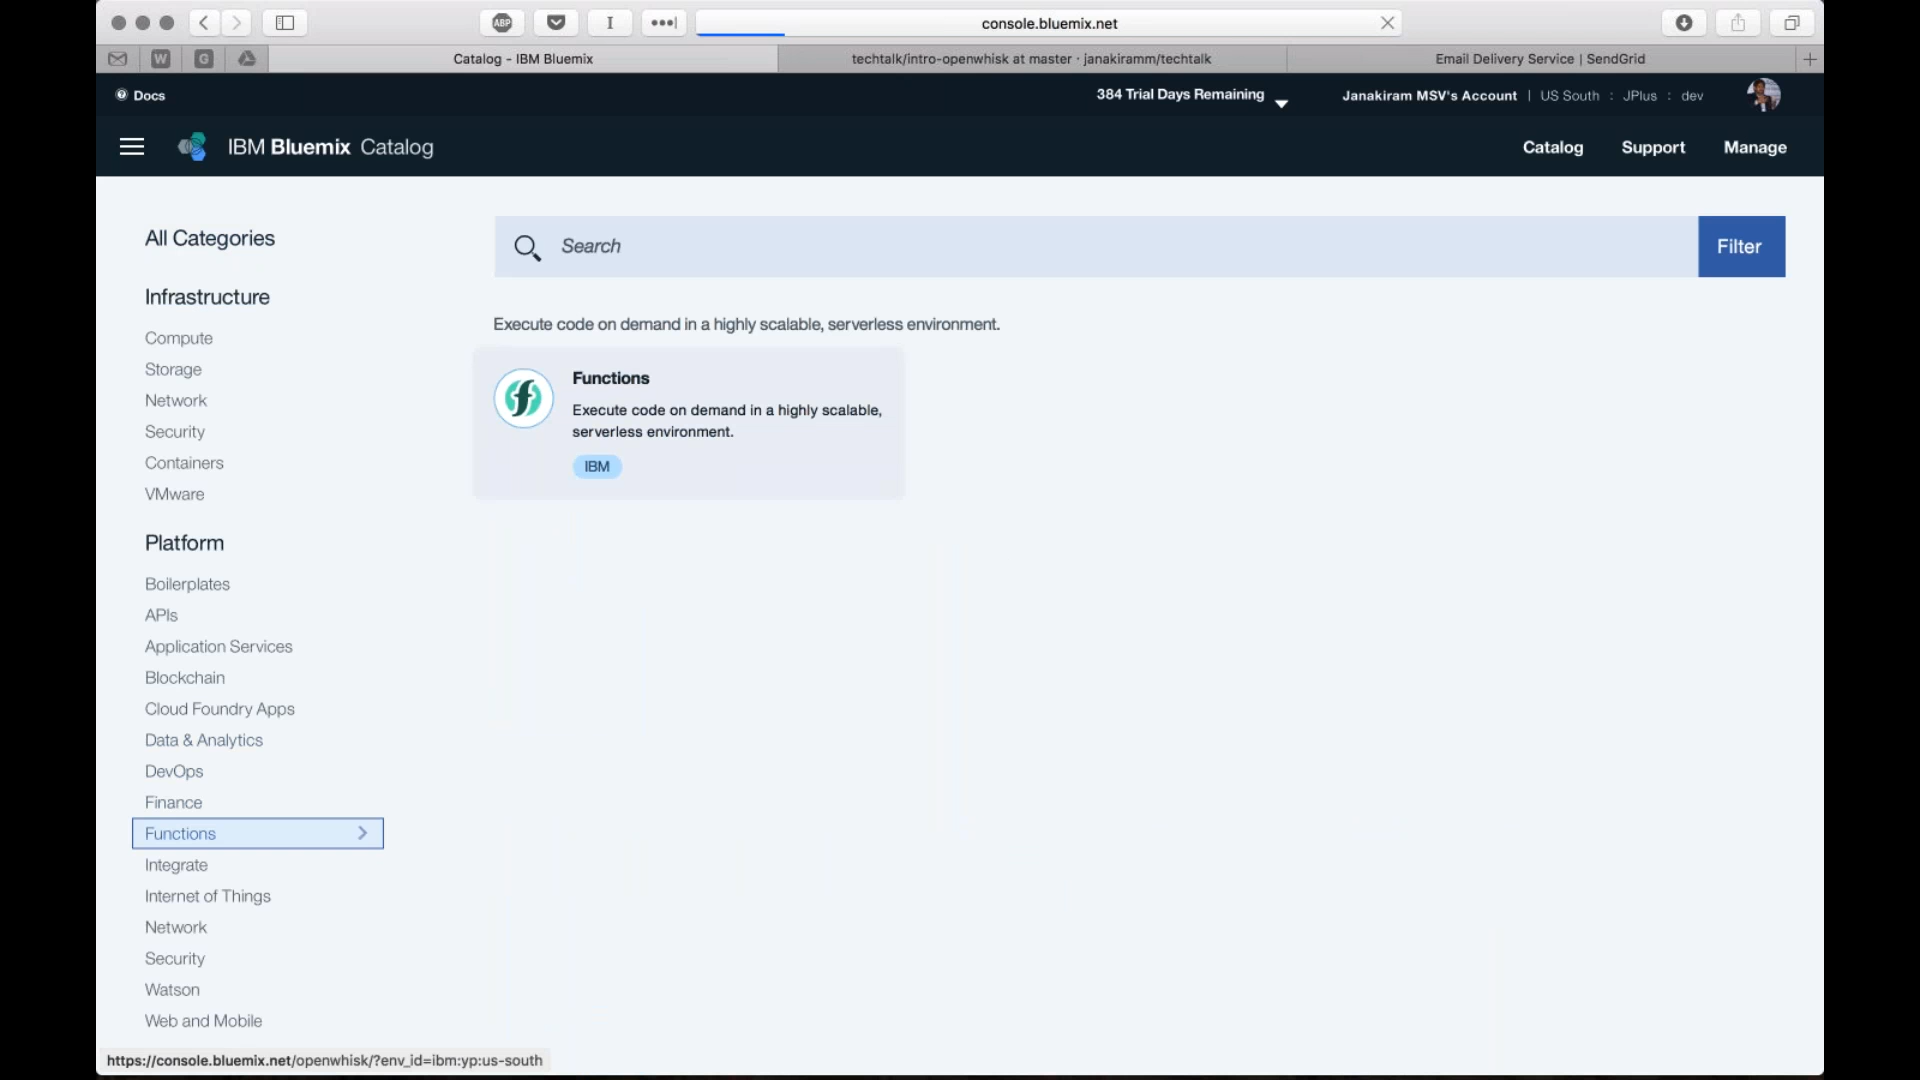 ABP
I
console.bluemix.net
W
G
Catalog - IBM Bluemix
techtalk/intro-openwhisk at master · janakiramm/techtalk
Email Delivery Service | SendGrid
Docs
384 Trial Days Remaining
Janakiram MSV's Account | US South : JPlus : dev
IBM Bluemix Catalog
Catalog
Support
Manage
All Categories
Search
Filter
Infrastructure
Compute
Storage
Network
Security
Containers
VMware
Execute code on demand in a highly scalable, serverless environment.
Functions
Execute code on demand in a highly scalable,
serverless environment.
IBM
Platform
Boilerplates
APIs
Application Services
Blockchain
Cloud Foundry Apps
Data & Analytics
DevOps
Finance
Functions
Integrate
Internet of Things
Network
Security
Watson
Web and Mobile
https://console.bluemix.net/openwhisk/?env_id=ibm:yp:us-south